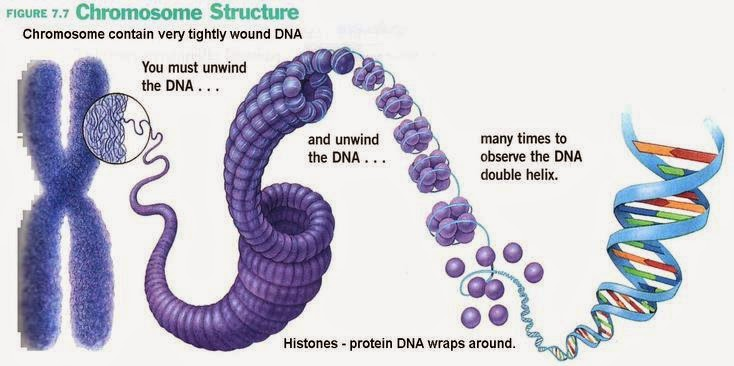 FIGURE 7.7 Chromosome Structure
Chromosome contain very tightly wound DNA
You must unwind
the DNA . . .
and unwind
the DNA . . .
many times to
observe the DNA
double helix.
Histones - protein DNA wraps around.